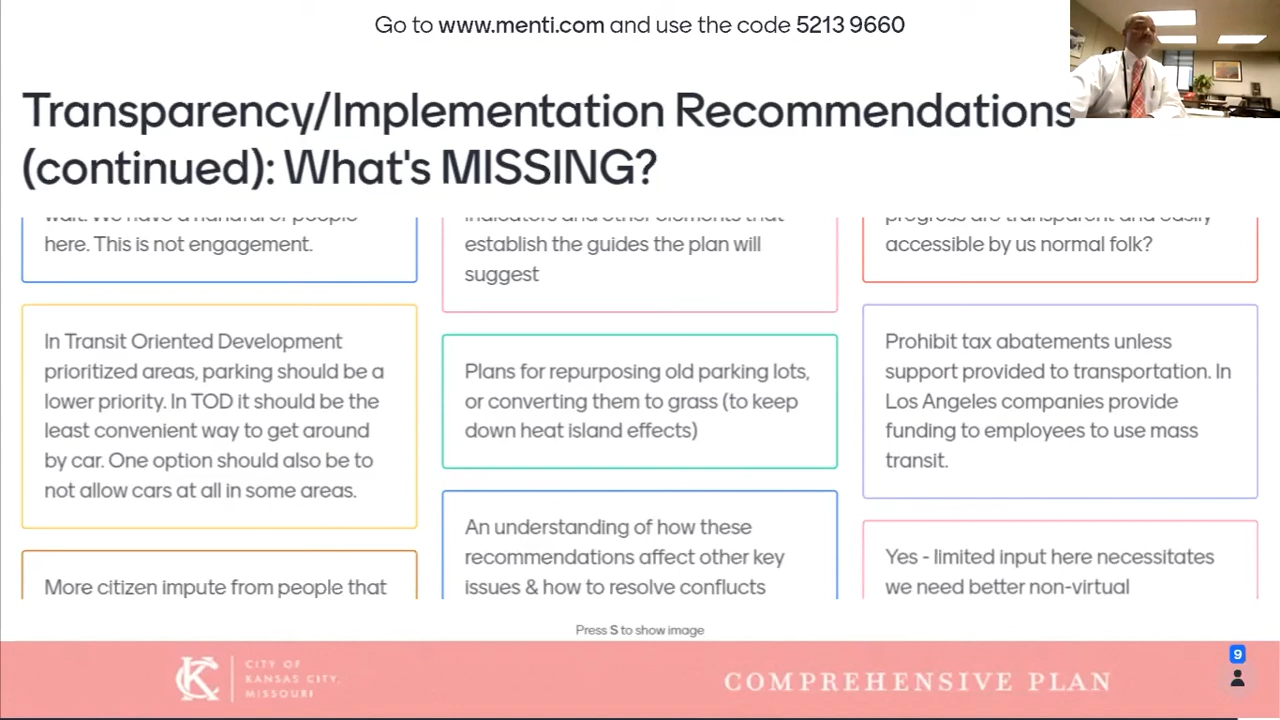 Go to www.menti.com and use the code 5213 9660
Transparency/Implementation Recommendations
(continued): What's MISSING?
wait. We have a handful of people
here. This is not engagement.
In Transit Oriented Development
prioritized areas, parking should be a
lower priority. In TOD it should be the
least convenient way to get around
by car. One option should also be to
not allow cars at all in some areas.
More citizen impute from people that
indicators and other elements that
establish the guides the plan will
suggest
Plans for repurposing old parking lots,
or converting them to grass (to keep
down heat island effects)
An understanding of how these
recommendations affect other key
issues & how to resolve conflucts
progress are transparent and easily
accessible by us normal folk?
Prohibit tax abatements unless
support provided to transportation. In
Los Angeles companies provide
funding to employees to use mass
transit.
Yes - limited input here necessitates
we need better non-virtual
Press S to show image
KC
CITY OF
KANSAS CITY,
MISSOURI
COMPREHENSIVE PLAN
9